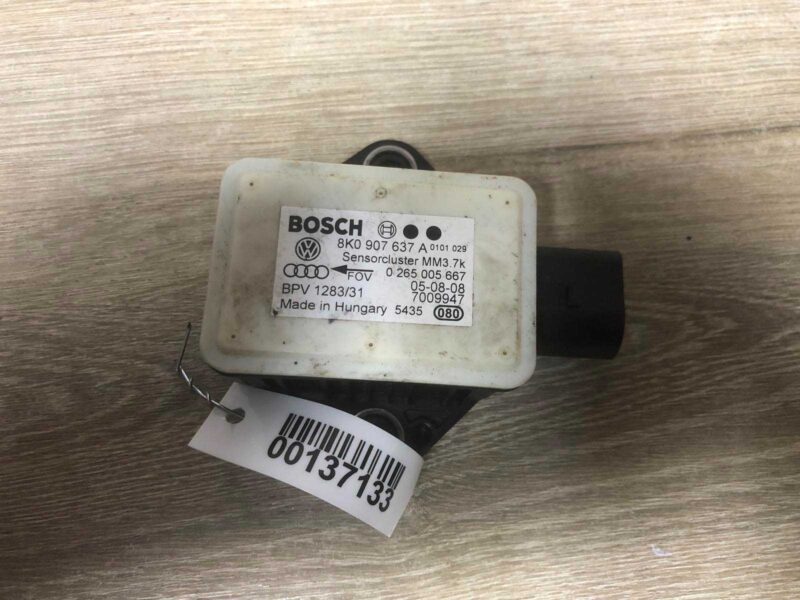 BOSCH
8K0 907 637 A 0101 029
Sensorcluster MM3.7k
FOV 0 265 005 667
BPV 1283/31 05-08-08
7009947
Made in Hungary 5435 080
00137133